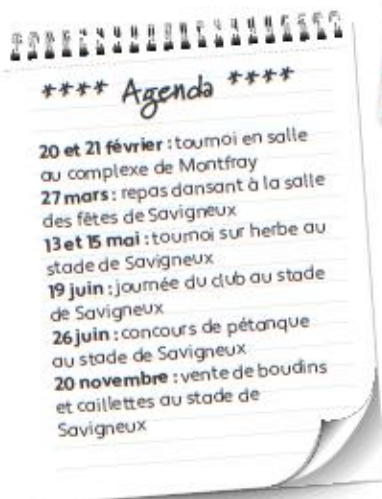 **** Agenda ****
20 et 21 février : tournoi en salle
au complexe de Montfray
27 mars : repas dansant à la salle
des fêtes de Savigneux
13 et 15 mai : tournoi sur herbe au
stade de Savigneux
19 juin : journée du club au stade
de Savigneux
26 juin : concours de pétanque
au stade de Savigneux
20 novembre : vente de boudins
et caillettes au stade de
Savigneux